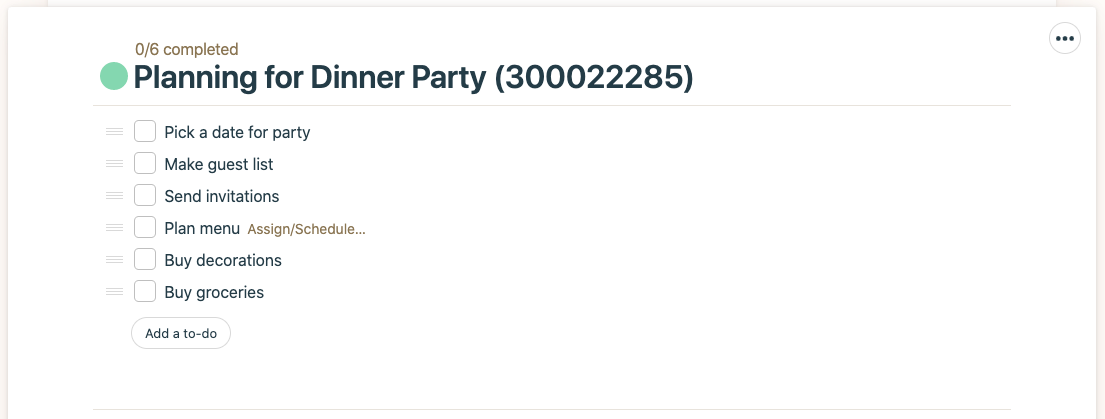 0/6 completed
Planning for Dinner Party (300022285)
Pick a date for party
Make guest list
Send invitations
Plan menu Assign/Schedule...
Buy decorations
Buy groceries
Add a to-do